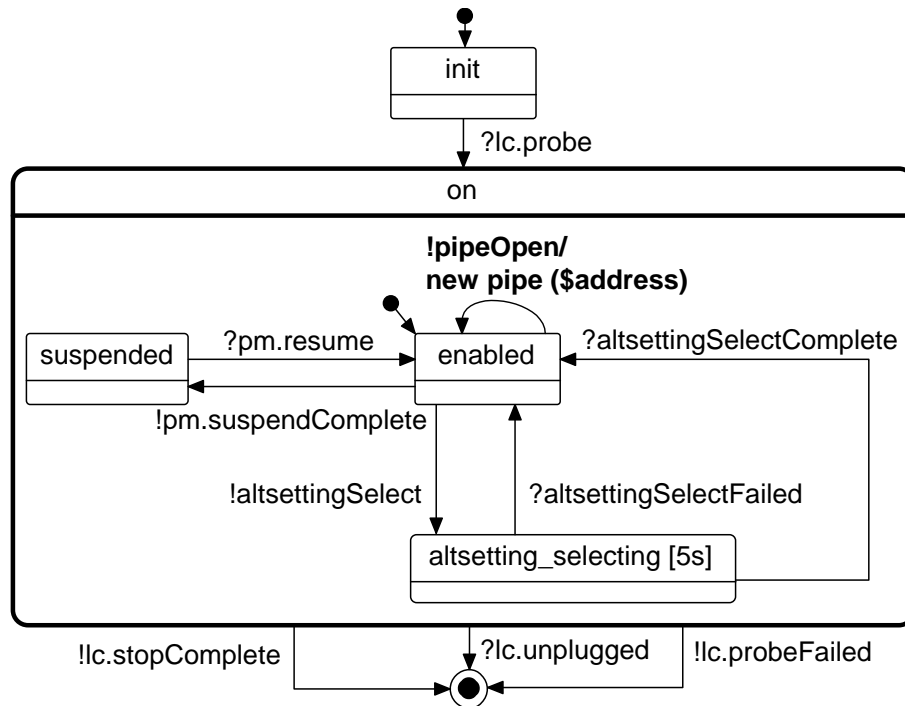 init
?lc.probe
on
!pipeOpen/
new pipe ($address)
suspended
?pm.resume
enabled
?altsettingSelectComplete
!pm.suspendComplete
!altsettingSelect
?altsettingSelectFailed
altsetting_selecting [5s]
!lc.stopComplete
?lc.unplugged
!lc.probeFailed